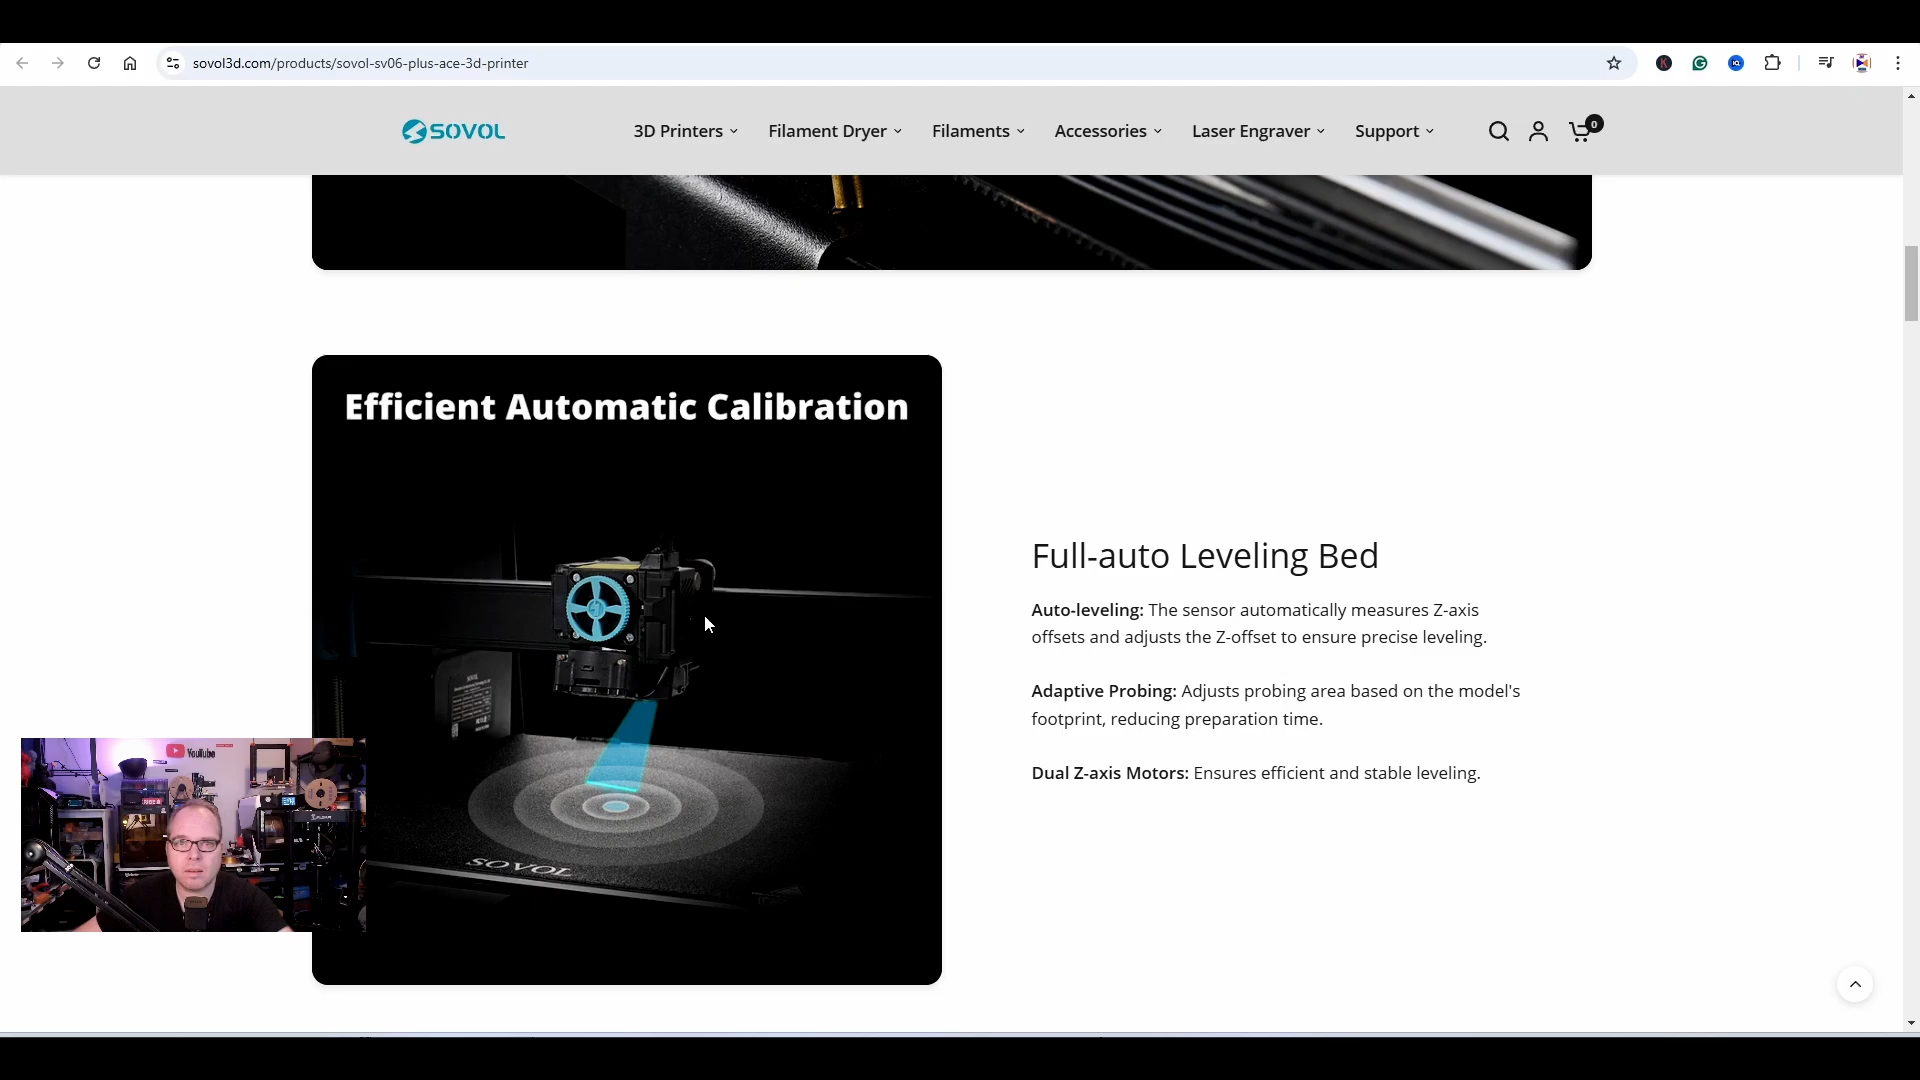 sovol3d.com/products/sovol-sv06-plus-ace-3d-printer
SOVOL
3D Printers
Filament Dryer
Filaments
Accessories
Laser Engraver
Support
0
Efficient Automatic Calibration
Full-auto Leveling Bed
Auto-leveling: The sensor automatically measures Z-axis
offsets and adjusts the Z-offset to ensure precise leveling.
Adaptive Probing: Adjusts probing area based on the model's
footprint, reducing preparation time.
Dual Z-axis Motors: Ensures efficient and stable leveling.
YouTube
SOVOL